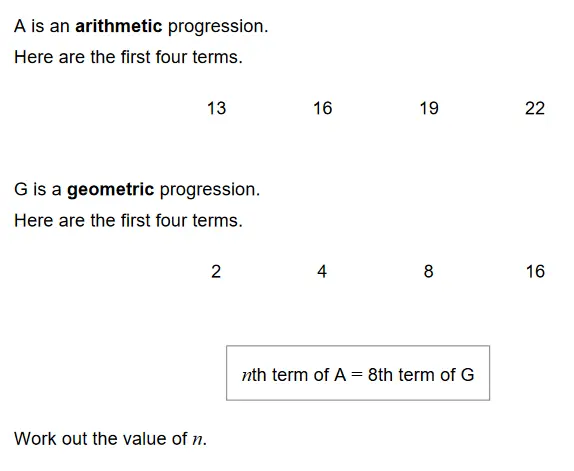 A is an arithmetic progression.
Here are the first four terms.
13 16 19 22
G is a geometric progression.
Here are the first four terms.
2 4 8 16
nth term of A = 8th term of G
Work out the value of n.